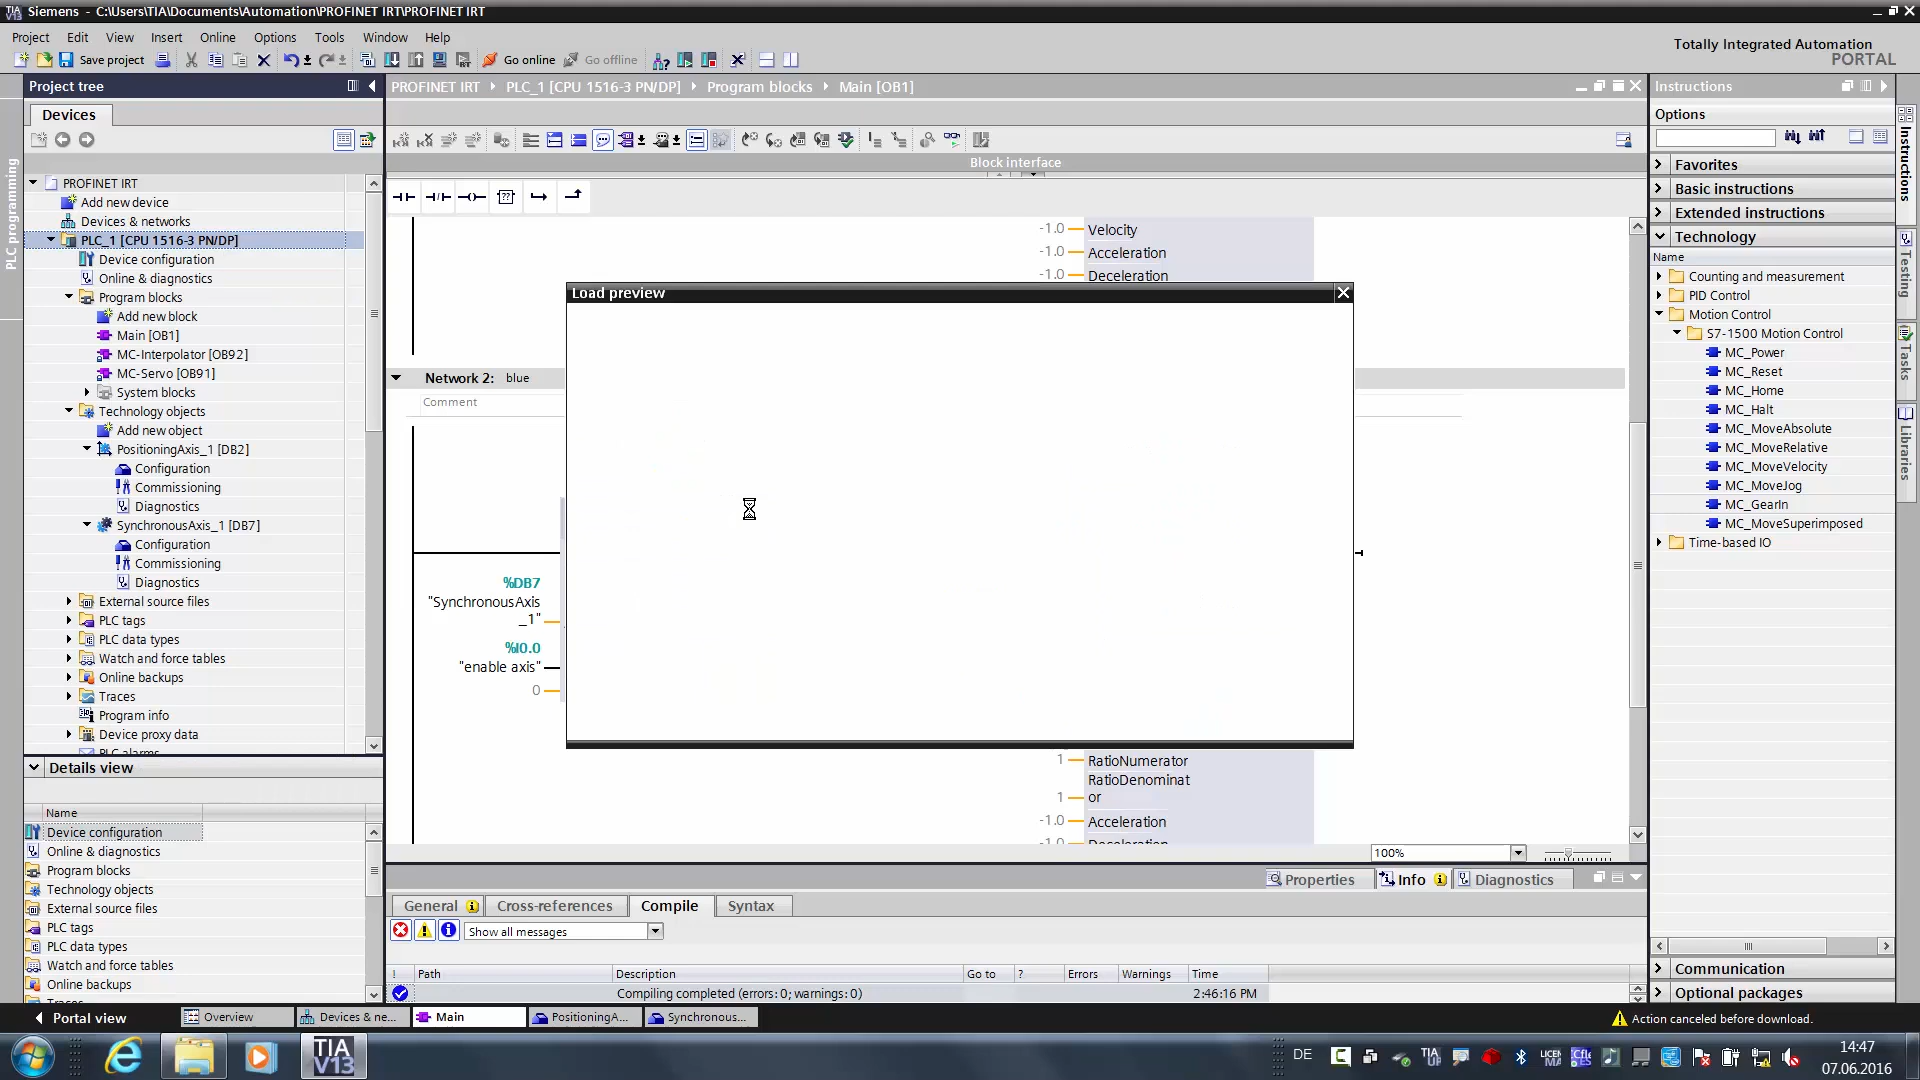 Siemens - C:\Users\TIA\Documents\Automation\PROFINET IRT\PROFINET IRT
Project Edit View Insert Online Options Tools Window Help
Totally Integrated Automation
PORTAL
Save project
Go online
Go offline
Project tree
PROFINET IRT
PLC_1 [CPU 1516-3 PN/DP]
Program blocks
Main [OB1]
Instructions
Devices
Options
PLC programming
Block interface
Favorites
Basic instructions
Extended instructions
Technology
Name
Counting and measurement
PID Control
Motion Control
S7-1500 Motion Control
MC_Power
MC_Reset
MC_Home
MC_Halt
MC_MoveAbsolute
MC_MoveRelative
MC_MoveVelocity
MC_MoveJog
MC_GearIn
MC_MoveSuperimposed
Time-based IO
Communication
Optional packages
Instructions
Testing
Tasks
Libraries
PROFINET IRT
Add new device
Devices & networks
PLC_1 [CPU 1516-3 PN/DP]
Device configuration
Online & diagnostics
Program blocks
Add new block
Main [OB1]
MC-Interpolator [OB92]
MC-Servo [OB91]
System blocks
Technology objects
Add new object
PositioningAxis_1 [DB2]
Configuration
Commissioning
Diagnostics
SynchronousAxis_1 [DB7]
Configuration
Commissioning
Diagnostics
External source files
PLC tags
PLC data types
Watch and force tables
Online backups
Traces
Program info
Device proxy data
PLC alarms
-1.0 Velocity
-1.0 Acceleration
-1.0 Deceleration
Load preview
Network 2: blue
Comment
%DB7
"SynchronousAxis
_1"
%I0.0
"enable axis"
0
1 RatioNumerator
RatioDenominat
1 or
-1.0 Acceleration
-1.0 Deceleration
100%
Details view
Name
Device configuration
Online & diagnostics
Program blocks
Technology objects
External source files
PLC tags
PLC data types
Watch and force tables
Online backups
Traces
Properties
Info
Diagnostics
General
Cross-references
Compile
Syntax
Show all messages
! Path Description Go to ? Errors Warnings Time
Compiling completed (errors: 0; warnings: 0) 2:46:16 PM
Portal view
Overview
Devices & ne...
Main
PositioningA...
Synchronous...
Action canceled before download.
TIA
V13
DE
14:47
07.06.2016